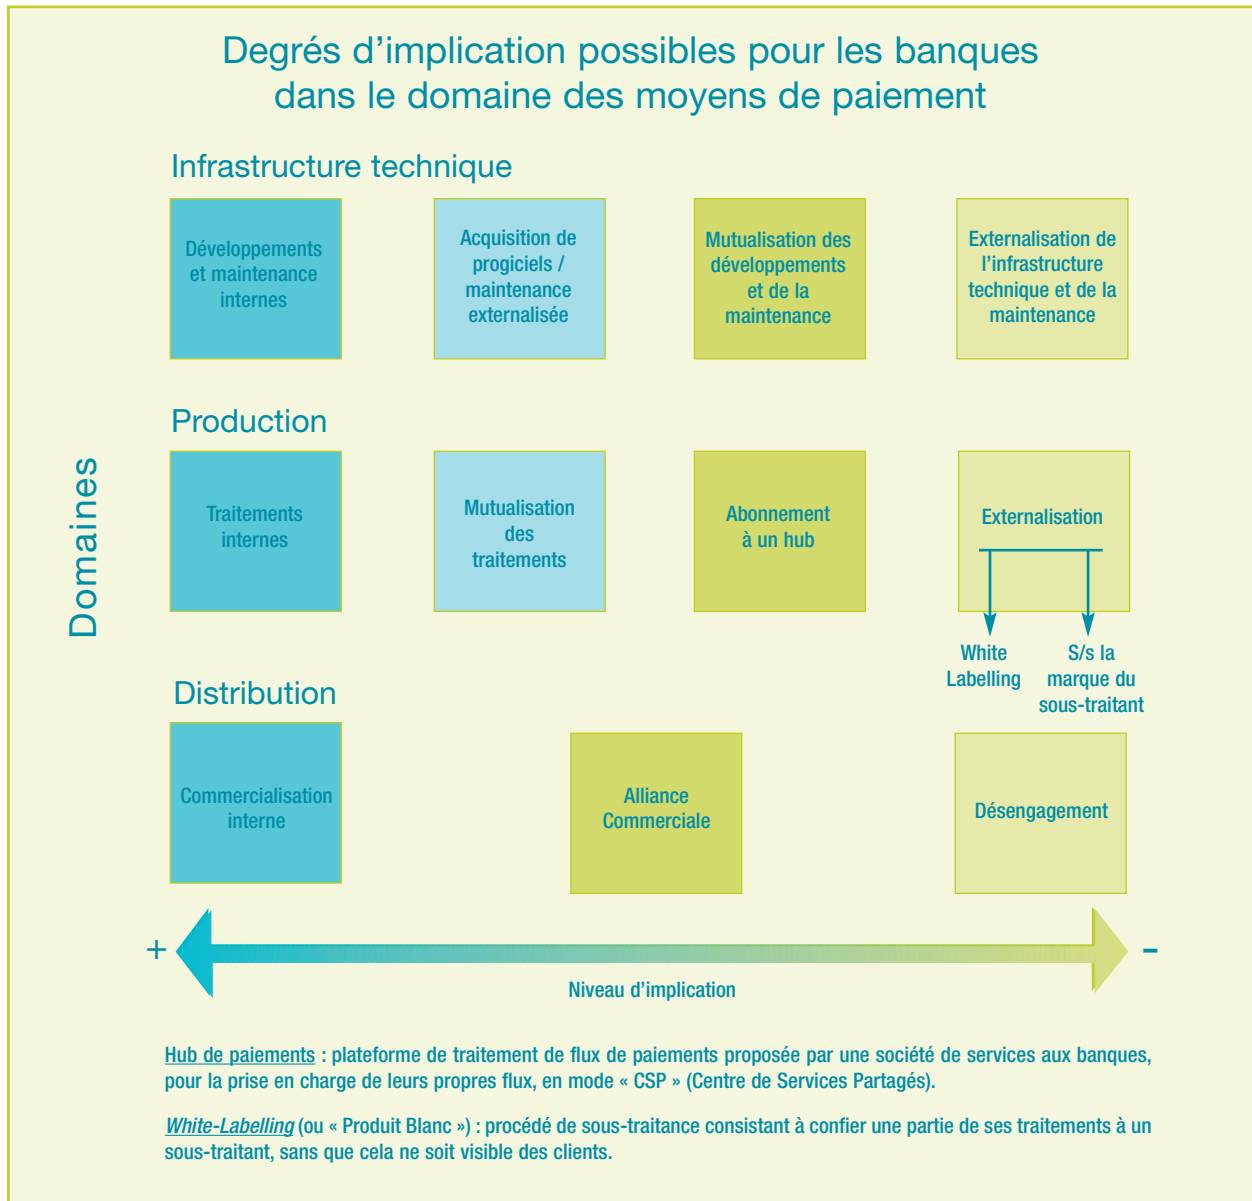 Degrés d’implication possibles pour les banques
dans le domaine des moyens de paiement
Infrastructure technique
Développements
et maintenance
internes
Acquisition de
progiciels /
maintenance
externalisée
Mutualisation des
développements
et de la
maintenance
Externalisation de
l’infrastructure
technique et de la
maintenance
Domaines
Production
Traitements
internes
Mutualisation
des
traitements
Abonnement
à un hub
Externalisation
White
Labelling
S/s la
marque du
sous-traitant
Distribution
Commercialisation
interne
Alliance
Commerciale
Désengagement
+
-
Niveau d’implication
Hub de paiements : plateforme de traitement de flux de paiements proposée par une société de services aux banques,
pour la prise en charge de leurs propres flux, en mode « CSP » (Centre de Services Partagés).
White-Labelling (ou « Produit Blanc ») : procédé de sous-traitance consistant à confier une partie de ses traitements à un
sous-traitant, sans que cela ne soit visible des clients.